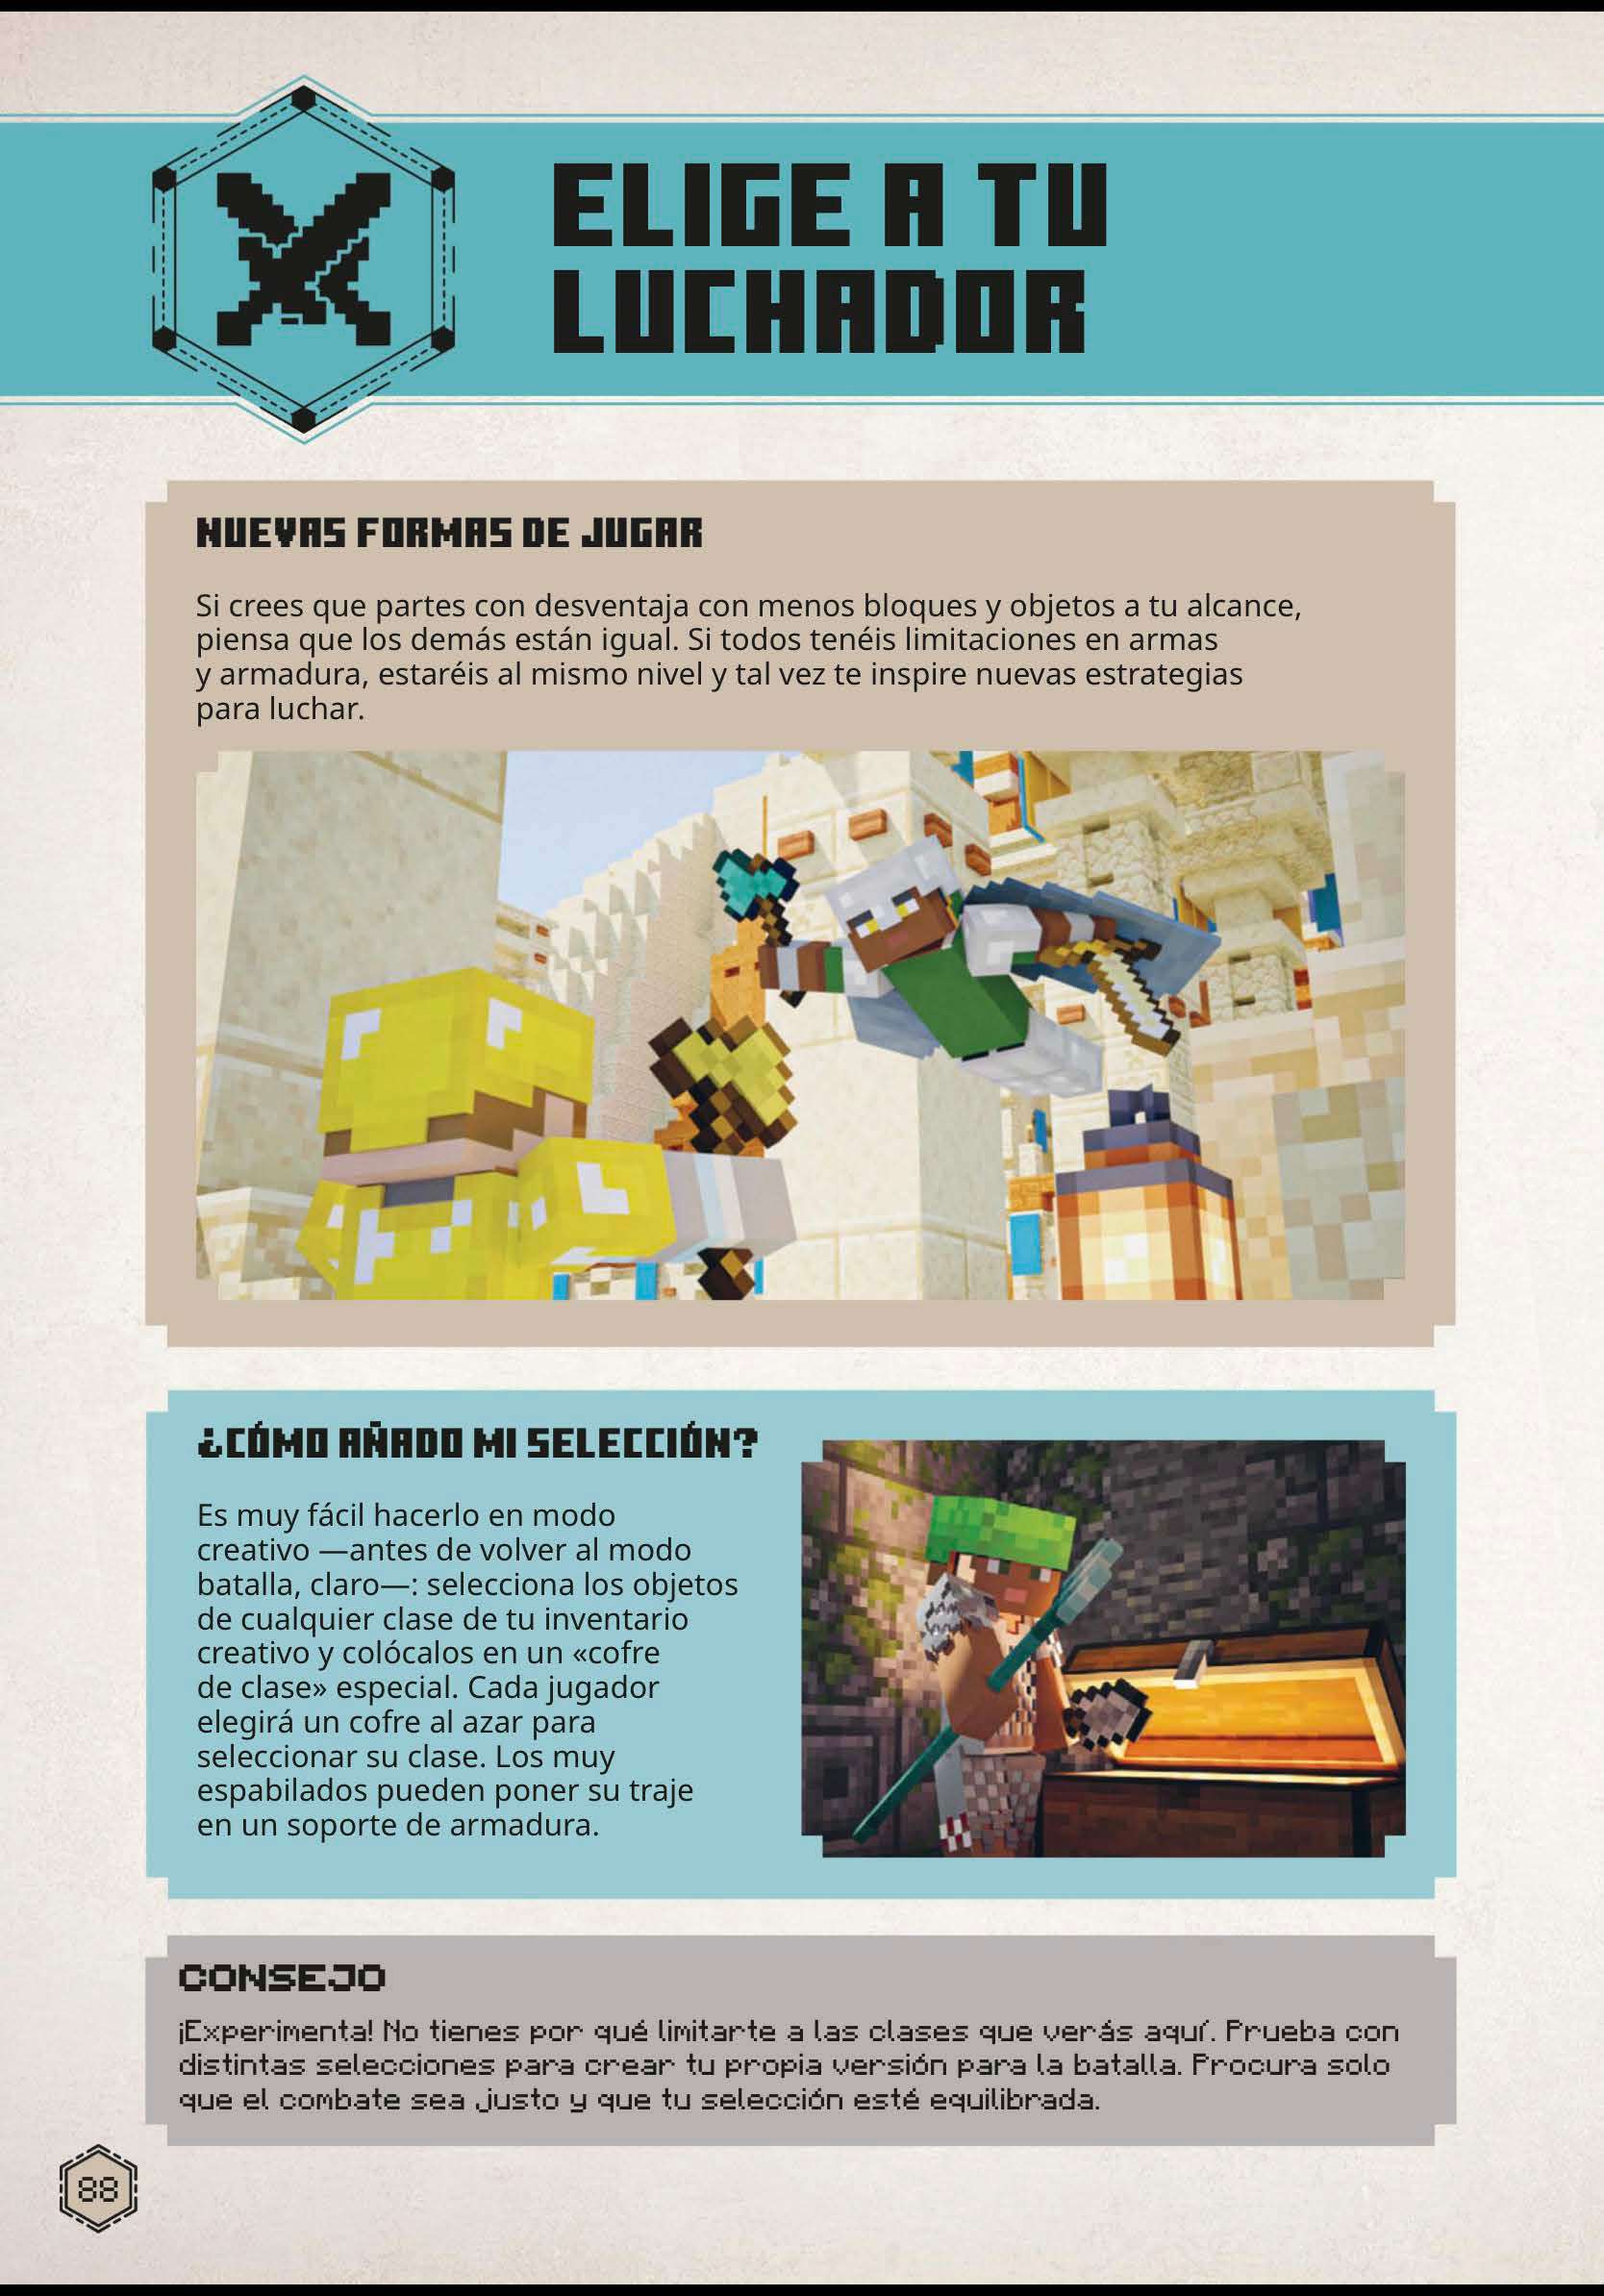 ELIGE A TU
LUCHADOR
NUEVAS FORMAS DE JUGAR
Si crees que partes con desventaja con menos bloques y objetos a tu alcance,
piensa que los demás están igual. Si todos tenéis limitaciones en armas
y armadura, estaréis al mismo nivel y tal vez te inspire nuevas estrategias
para luchar.
¿CÓMO AÑADO MI SELECCIÓN?
Es muy fácil hacerlo en modo
creativo —antes de volver al modo
batalla, claro—: selecciona los objetos
de cualquier clase de tu inventario
creativo y colócalos en un «cofre
de clase» especial. Cada jugador
elegirá un cofre al azar para
seleccionar su clase. Los muy
espabilados pueden poner su traje
en un soporte de armadura.
CONSEJO
¡Experimenta! No tienes por qué limitarte a las clases que verás aquí. Prueba con
distintas selecciones para crear tu propia versión para la batalla. Procura solo
que el combate sea justo y que tu selección esté equilibrada.
88